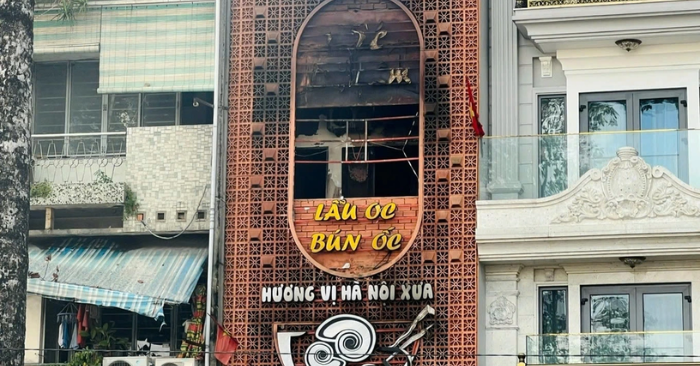 LẨU ỐC
BÚN ỐC
HƯƠNG VỊ HÀ NỘI XƯA